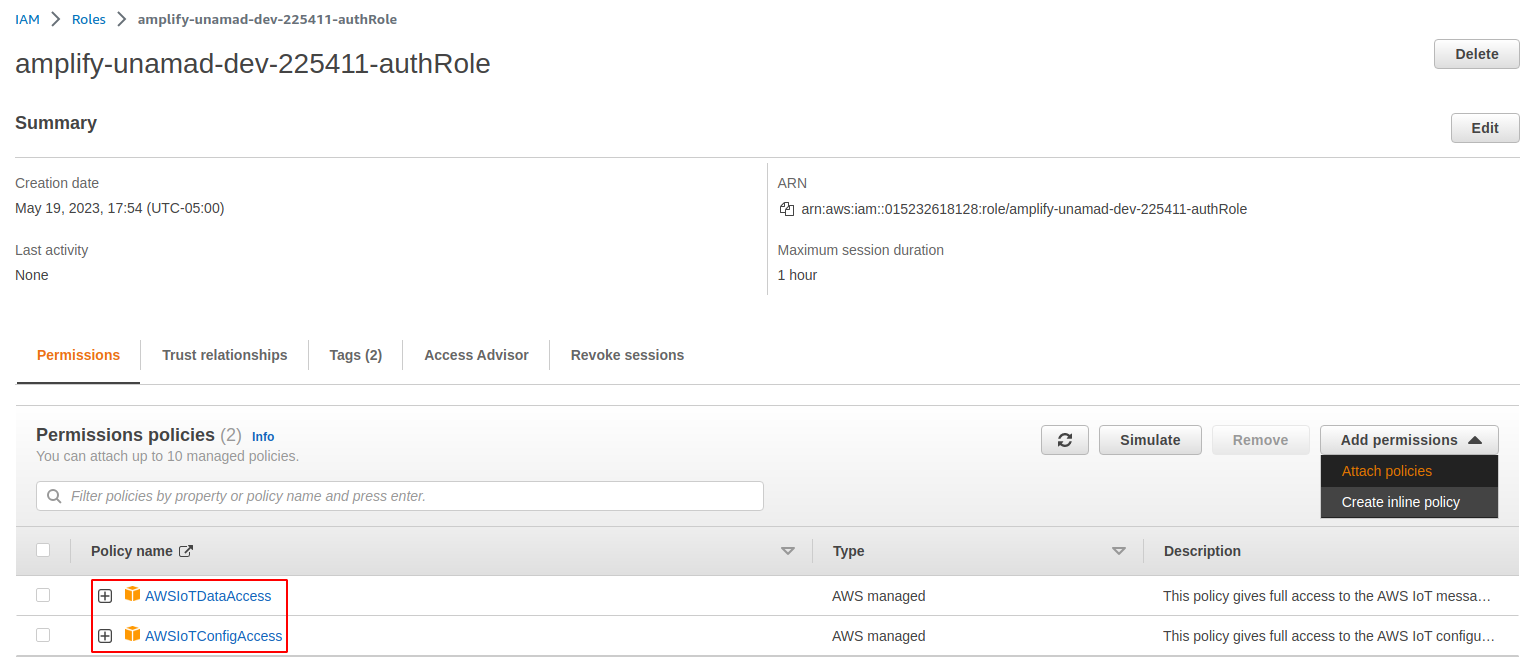 IAM > Roles > amplify-unamad-dev-225411-authRole
amplify-unamad-dev-225411-authRole
Delete
Summary
Edit
Creation date
May 19, 2023, 17:54 (UTC-05:00)
ARN
arn:aws:iam::015232618128:role/amplify-unamad-dev-225411-authRole
Last activity
None
Maximum session duration
1 hour
Permissions Trust relationships Tags (2) Access Advisor Revoke sessions
Permissions policies (2) Info
You can attach up to 10 managed policies.
Simulate Remove Add permissions
Attach policies
Create inline policy
Filter policies by property or policy name and press enter.
Policy name Type Description
AWSIoTDataAccess AWS managed This policy gives full access to the AWS IoT messa…
AWSIoTConfigAccess AWS managed This policy gives full access to the AWS IoT configu…